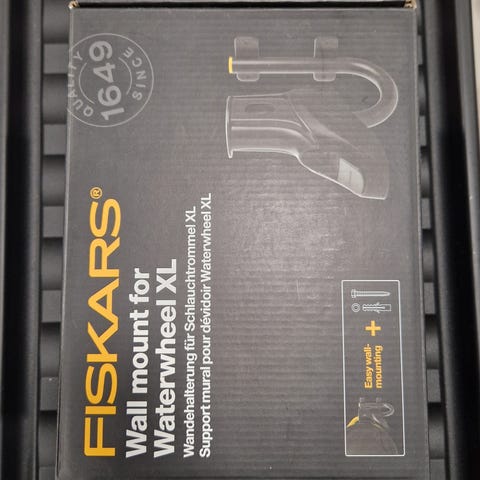 QUALITY
1649
SINCE
FISKARS®
Wall mount for
Waterwheel XL
Wandehalterung für Schlauchtrommel XL
Support mural pour dévidoir Waterwheel XL
Easy wall-
mounting
+